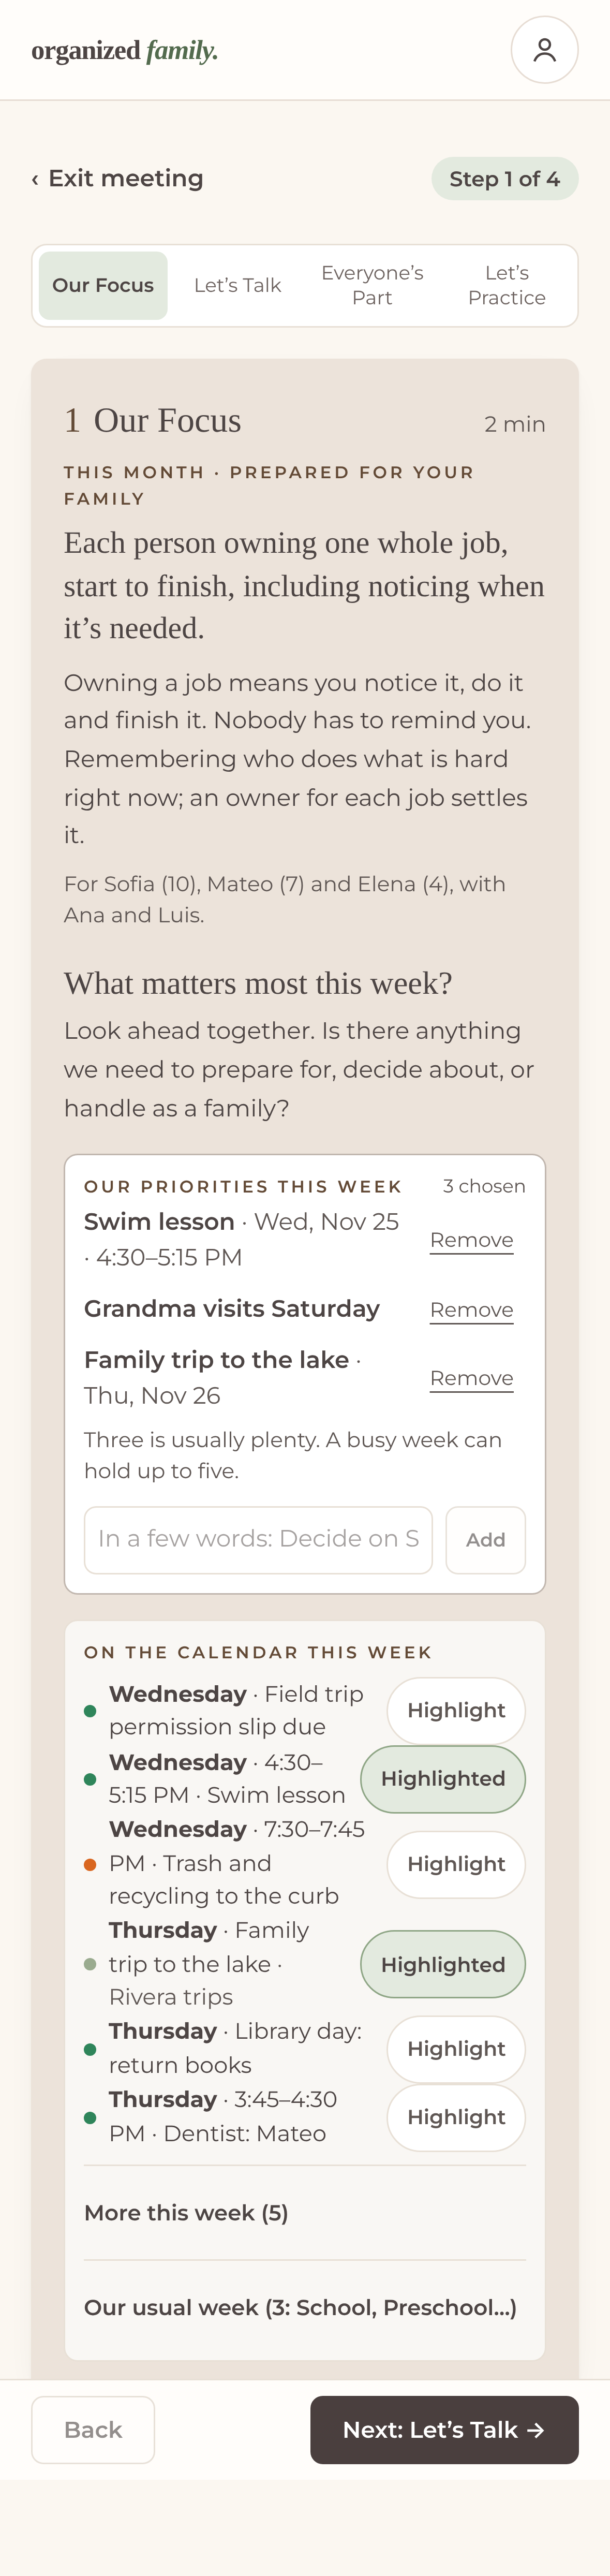 organized family.
‹ Exit meeting
Step 1 of 4
Our Focus
Let’s Talk
Everyone’s
Part
Let’s
Practice
1 Our Focus
2 min
THIS MONTH · PREPARED FOR YOUR
FAMILY
Each person owning one whole job,
start to finish, including noticing when
it’s needed.
Owning a job means you notice it, do it
and finish it. Nobody has to remind you.
Remembering who does what is hard
right now; an owner for each job settles
it.
For Sofia (10), Mateo (7) and Elena (4), with
Ana and Luis.
What matters most this week?
Look ahead together. Is there anything
we need to prepare for, decide about, or
handle as a family?
OUR PRIORITIES THIS WEEK
3 chosen
Swim lesson · Wed, Nov 25
· 4:30–5:15 PM
Remove
Grandma visits Saturday
Remove
Family trip to the lake ·
Thu, Nov 26
Remove
Three is usually plenty. A busy week can
hold up to five.
In a few words: Decide on S
Add
ON THE CALENDAR THIS WEEK
Wednesday · Field trip
permission slip due
Highlight
Wednesday · 4:30–
5:15 PM · Swim lesson
Highlighted
Wednesday · 7:30–7:45
PM · Trash and
recycling to the curb
Highlight
Thursday · Family
trip to the lake ·
Rivera trips
Highlighted
Thursday · Library day:
return books
Highlight
Thursday · 3:45–4:30
PM · Dentist: Mateo
Highlight
More this week (5)
Our usual week (3: School, Preschool…)
Back
Next: Let’s Talk →